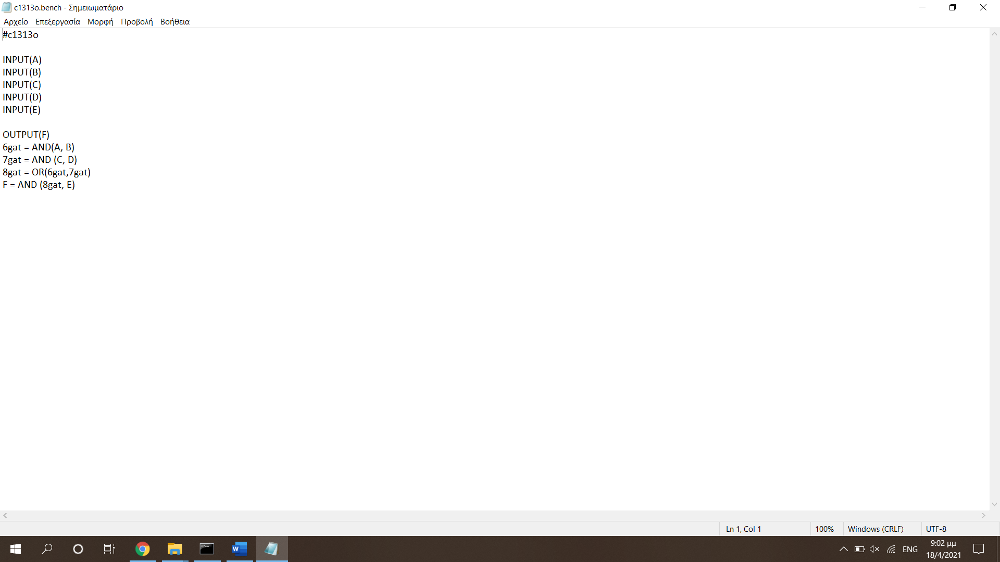 c1313o.bench - Σημειωματάριο
Αρχείο Επεξεργασία Μορφή Προβολή Βοήθεια
#c1313o
INPUT(A)
INPUT(B)
INPUT(C)
INPUT(D)
INPUT(E)
OUTPUT(F)
6gat = AND(A, B)
7gat = AND (C, D)
8gat = OR(6gat,7gat)
F = AND (8gat, E)
Ln 1, Col 1 100% Windows (CRLF) UTF-8
ENG
9:02 μμ
18/4/2021